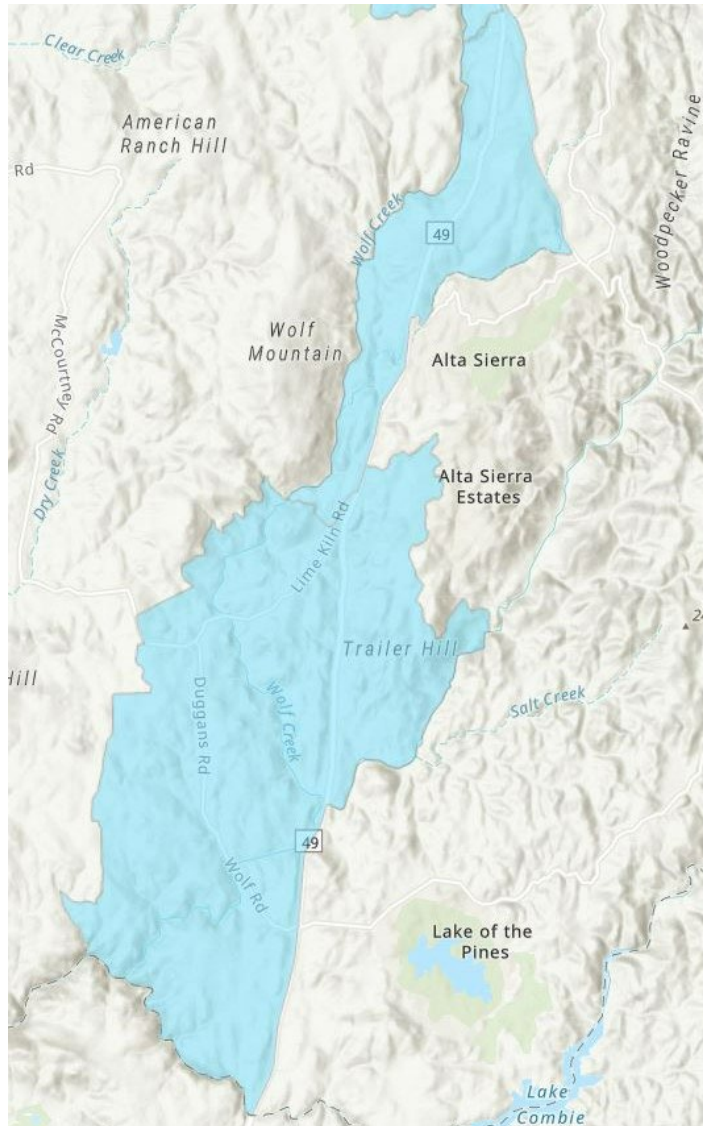 Clear Creek
American
Ranch Hill
Rd
Woodpecker Ravine
Wolf Creek
49
McCourtney Rd
Wolf
Mountain
Alta Sierra
Dry Creek
Alta Sierra
Estates
Lime Kiln Rd
24
Trailer Hill
Hill
Duggans Rd
Wolf Creek
Salt Creek
49
Wolf Rd
Lake of the
Pines
Lake
Combie